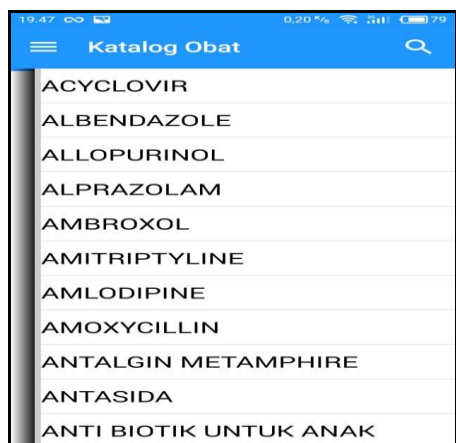 19.47 0,20 K/s 79
Katalog Obat
ACYCLOVIR
ALBENDAZOLE
ALLOPURINOL
ALPRAZOLAM
AMBROXOL
AMITRIPTYLINE
AMLODIPINE
AMOXYCILLIN
ANTALGIN METAMPHIRE
ANTASIDA
ANTI BIOTIK UNTUK ANAK